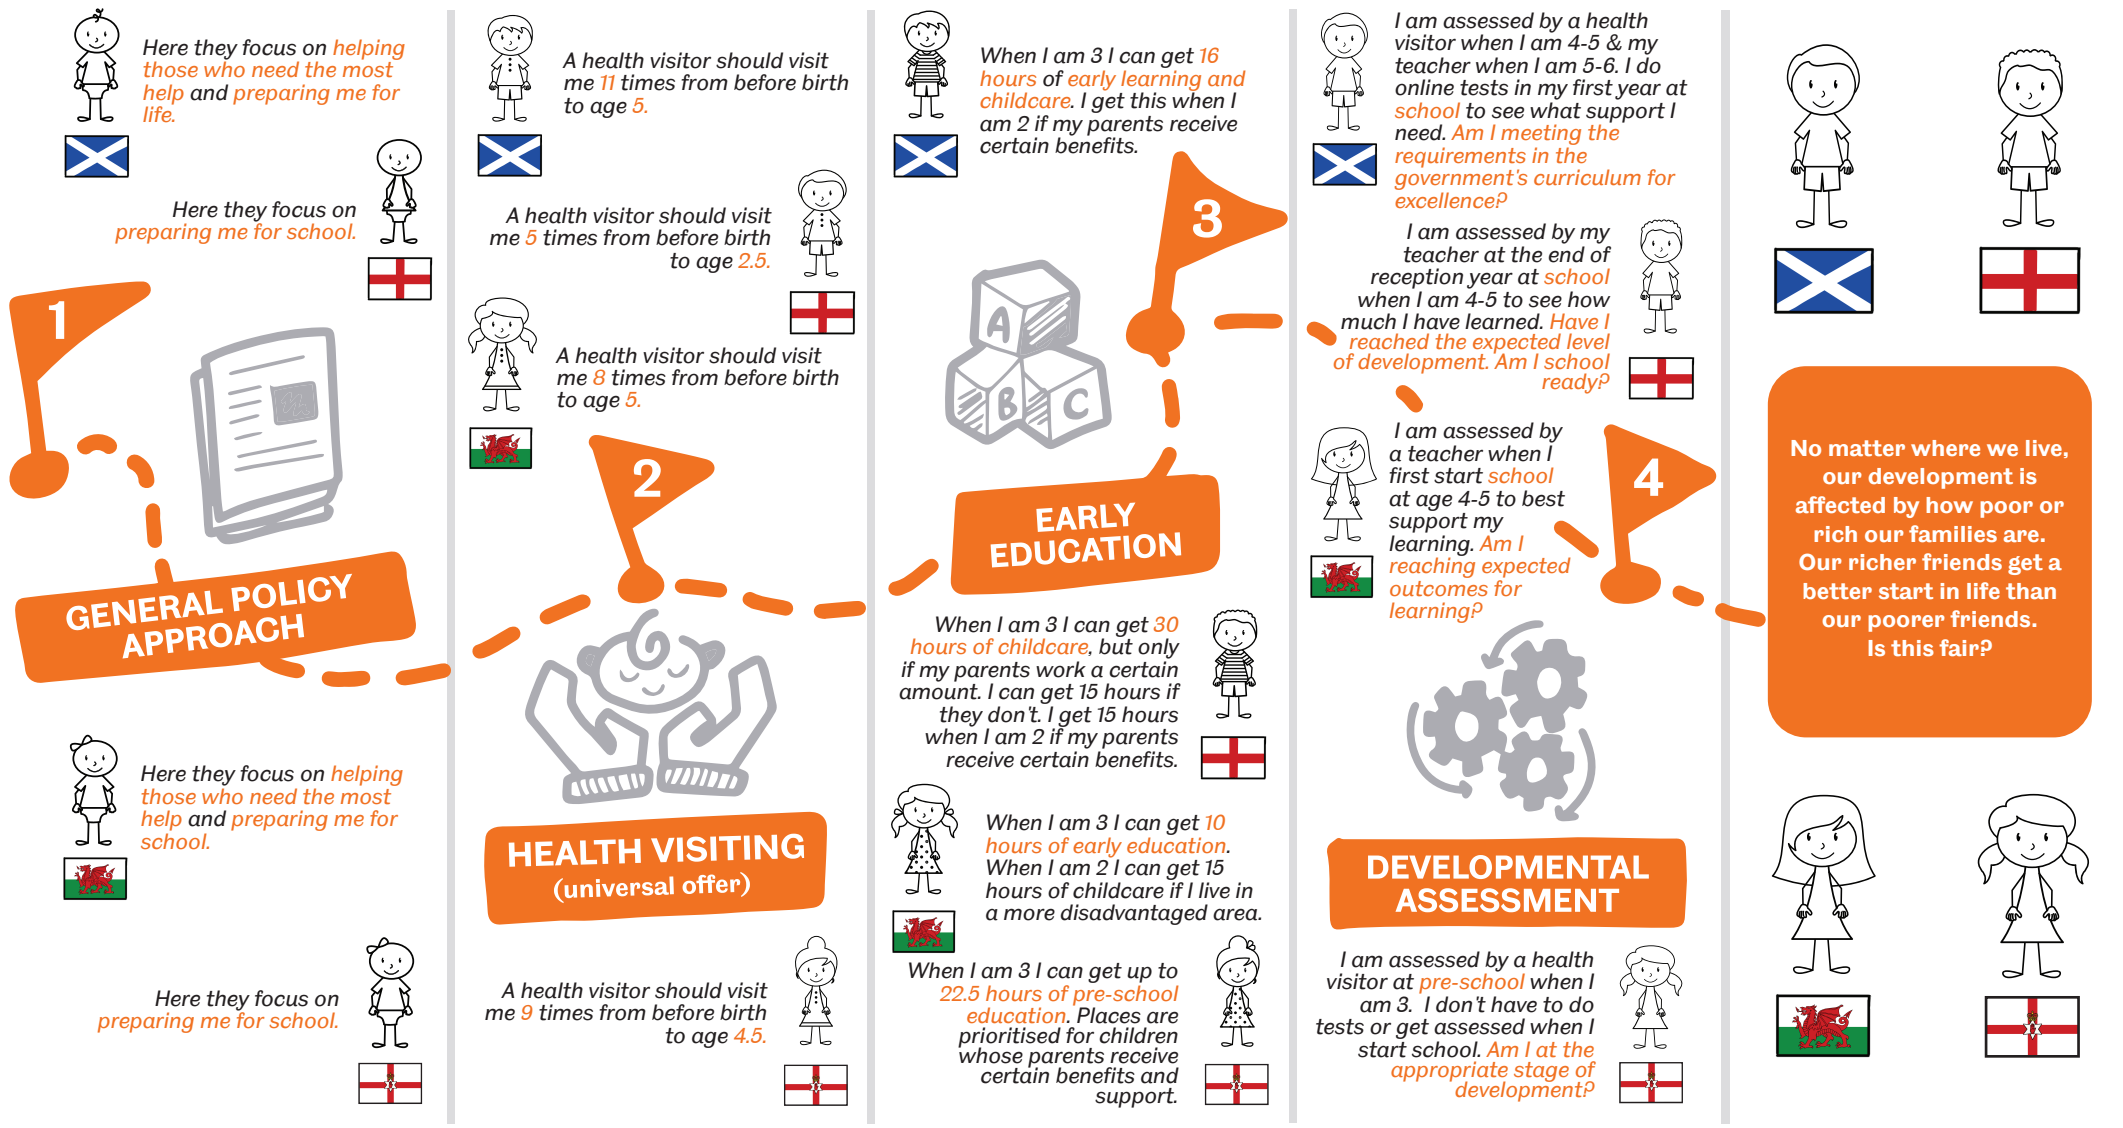 Here they focus on helping
those who need the most
help and preparing me for
life.
Here they focus on
preparing me for school.
1
GENERAL POLICY
APPROACH
Here they focus on helping
those who need the most
help and preparing me for
school.
Here they focus on
preparing me for school.
A health visitor should visit
me 11 times from before birth
to age 5.
A health visitor should visit
me 5 times from before birth
to age 2.5.
A health visitor should visit
me 8 times from before birth
to age 5.
2
HEALTH VISITING
(universal offer)
A health visitor should visit
me 9 times from before birth
to age 4.5.
When I am 3 I can get 16
hours of early learning and
childcare. I get this when I
am 2 if my parents receive
certain benefits.
3
A
B
C
EARLY
EDUCATION
When I am 3 I can get 30
hours of childcare, but only
if my parents work a certain
amount. I can get 15 hours if
they don't. I get 15 hours
when I am 2 if my parents
receive certain benefits.
When I am 3 I can get 10
hours of early education.
When I am 2 I can get 15
hours of childcare if I live in
a more disadvantaged area.
When I am 3 I can get up to
22.5 hours of pre-school
education. Places are
prioritised for children
whose parents receive
certain benefits and
support.
I am assessed by a health
visitor when I am 4-5 & my
teacher when I am 5-6. I do
online tests in my first year at
school to see what support I
need. Am I meeting the
requirements in the
government's curriculum for
excellence?
I am assessed by my
teacher at the end of
reception year at school
when I am 4-5 to see how
much I have learned. Have I
reached the expected level
of development. Am I school
ready?
I am assessed by
a teacher when I
first start school
at age 4-5 to best
support my
learning. Am I
reaching expected
outcomes for
learning?
4
DEVELOPMENTAL
ASSESSMENT
I am assessed by a health
visitor at pre-school when I
am 3. I don't have to do
tests or get assessed when I
start school. Am I at the
appropriate stage of
development?
No matter where we live,
our development is
affected by how poor or
rich our families are.
Our richer friends get a
better start in life than
our poorer friends.
Is this fair?